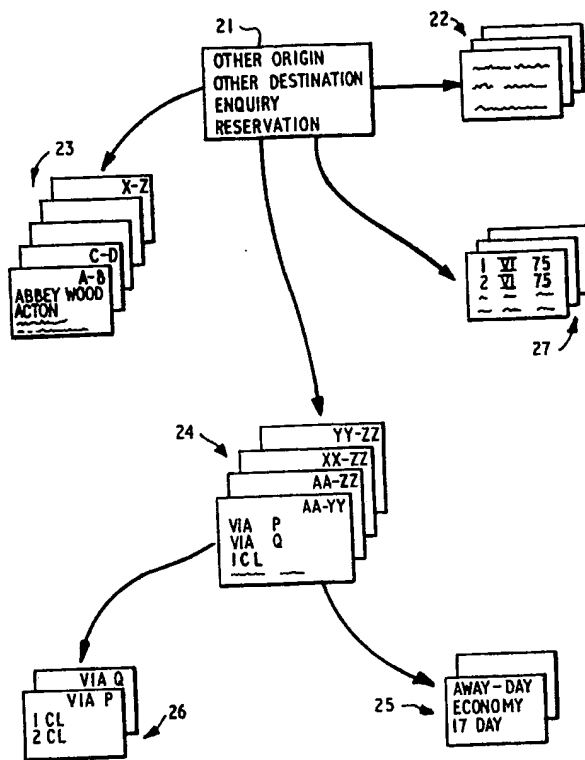 21
OTHER ORIGIN
OTHER DESTINATION
ENQUIRY
RESERVATION
22
23
X-Z
C-D
A-B
ABBEY WOOD
ACTON
1 VI 75
2 VI 75
27
24
YY-ZZ
XX-ZZ
AA-ZZ
AA-YY
VIA P
VIA Q
1CL
VIA Q
VIA P
1 CL
2 CL
26
25
AWAY-DAY
ECONOMY
17 DAY